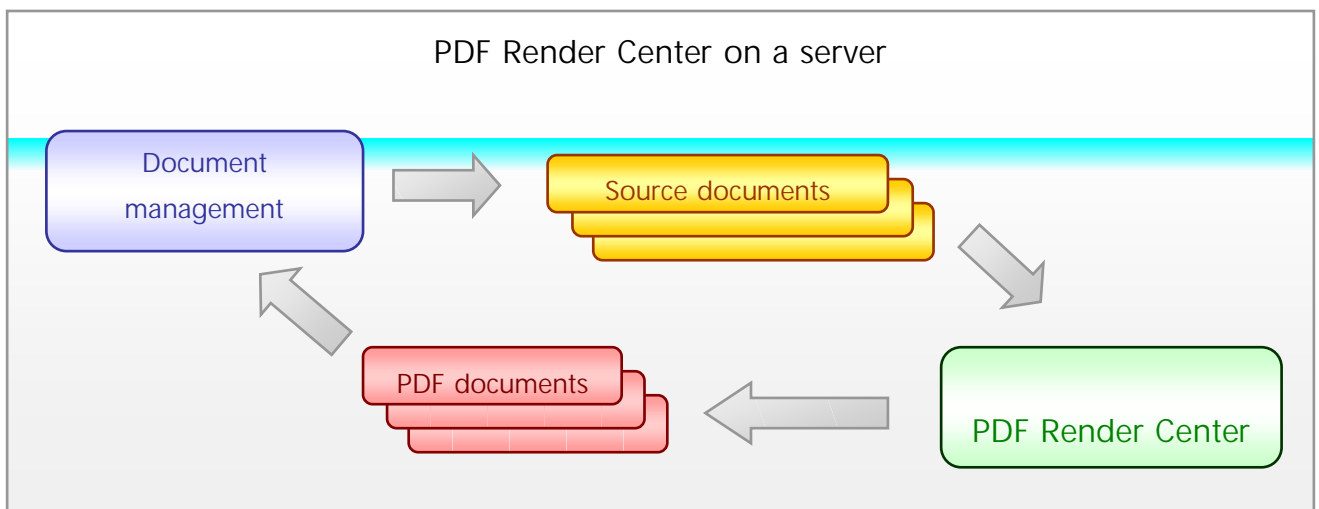 PDF Render Center on a server
Document
management
Source documents
PDF documents
PDF Render Center